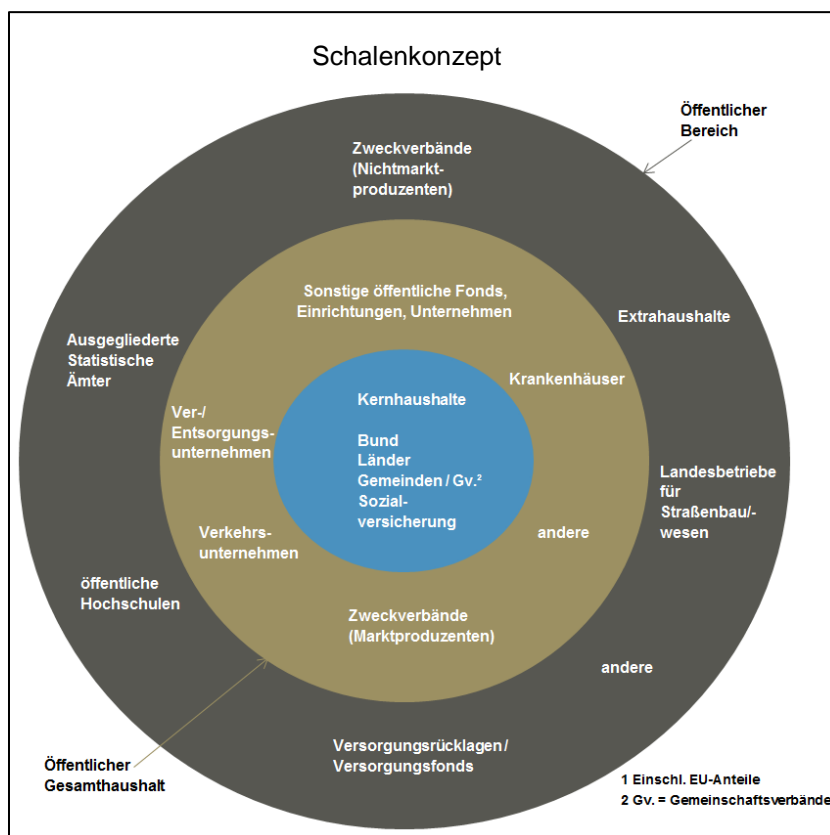 Schalenkonzept
Öffentlicher
Bereich
Zweckverbände
(Nichtmarkt-
produzenten)
Sonstige öffentliche Fonds,
Einrichtungen, Unternehmen
Extrahaushalte
Ausgegliederte
Statistische
Ämter
Krankenhäuser
Kernhaushalte
Ver-/
Entsorgungs-
unternehmen
Bund
Länder
Gemeinden / Gv.²
Sozial-
versicherung
Landesbetriebe
für
Straßenbau/-
wesen
Verkehrs-
unternehmen
andere
öffentliche
Hochschulen
Zweckverbände
(Marktproduzenten)
andere
Versorgungsrücklagen /
Versorgungsfonds
Öffentlicher
Gesamthaushalt
1 Einschl. EU-Anteile
2 Gv. = Gemeinschaftsverbände